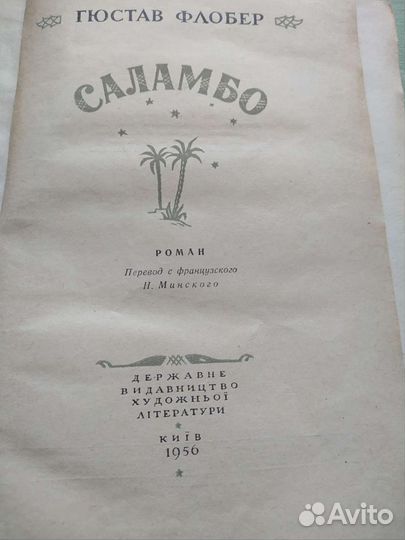 ГЮСТАВ ФЛОБЕР
САЛАМБО
РОМАН
Перевод с французского
Н. Минского
ДЕРЖАВНЕ
ВИДАВНИЦТВО
ХУДОЖНЬОЇ
ЛІТЕРАТУРИ
КИЇВ
1956
Avito